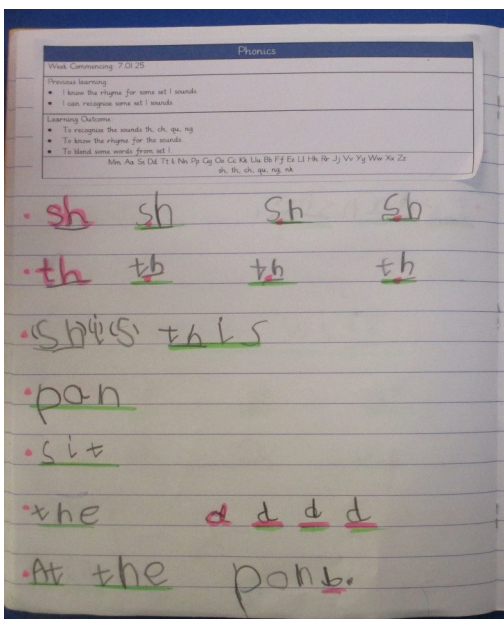 Phonics
Week Commencing: 7.01.25
Previous learning:
• I know the rhyme for some set 1 sounds
• I can recognise some set 1 sounds
Learning Outcome
• To recognise the sounds th, ch, qu, ng
• To know the rhyme for the sounds.
• To blend some words from set 1.
Mm Aa Ss Dd Tt Ii Nn Pp Gg Oo Cc Kk Uu Bb Ff Ee Ll Hh Rr Jj Vv Yy Ww Xx Zz
sh, th, ch, qu, ng, nk
• sh sh sh sh
• th th th th
• (Sh)(i)(S) thiS
• pan
• Sit
• the d d d d
• At the ponb.